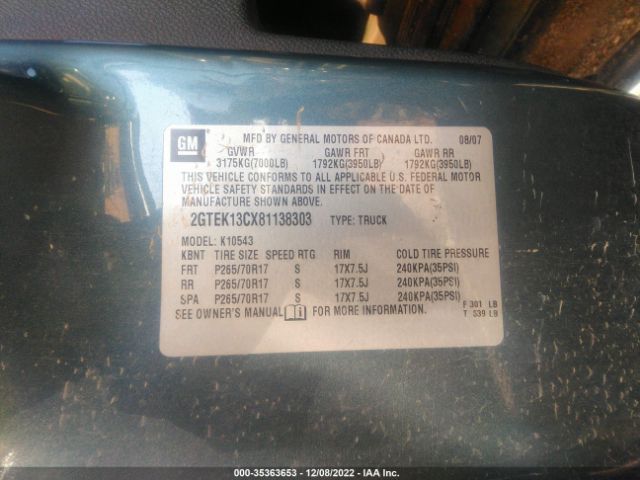 GM
MFD BY GENERAL MOTORS OF CANADA LTD. 08/07
GVWR GAWR FRT GAWR RR
3175KG(7000LB) 1792KG(3950LB) 1792KG(3950LB)
THIS VEHICLE CONFORMS TO ALL APPLICABLE U.S. FEDERAL MOTOR
VEHICLE SAFETY STANDARDS IN EFFECT ON THE DATE OF
MANUFACTURE SHOWN ABOVE.
2GTEK13CX81138303 TYPE: TRUCK
MODEL: K10543
KBNT TIRE SIZE SPEED RTG RIM COLD TIRE PRESSURE
FRT P265/70R17 S 17X7.5J 240KPA(35PSI)
RR P265/70R17 S 17X7.5J 240KPA(35PSI)
SPA P265/70R17 S 17X7.5J 240KPA(35PSI)
SEE OWNER'S MANUAL FOR MORE INFORMATION.
F 301 LB
T 539 LB
000-35363653 - 12/08/2022 - IAA Inc.